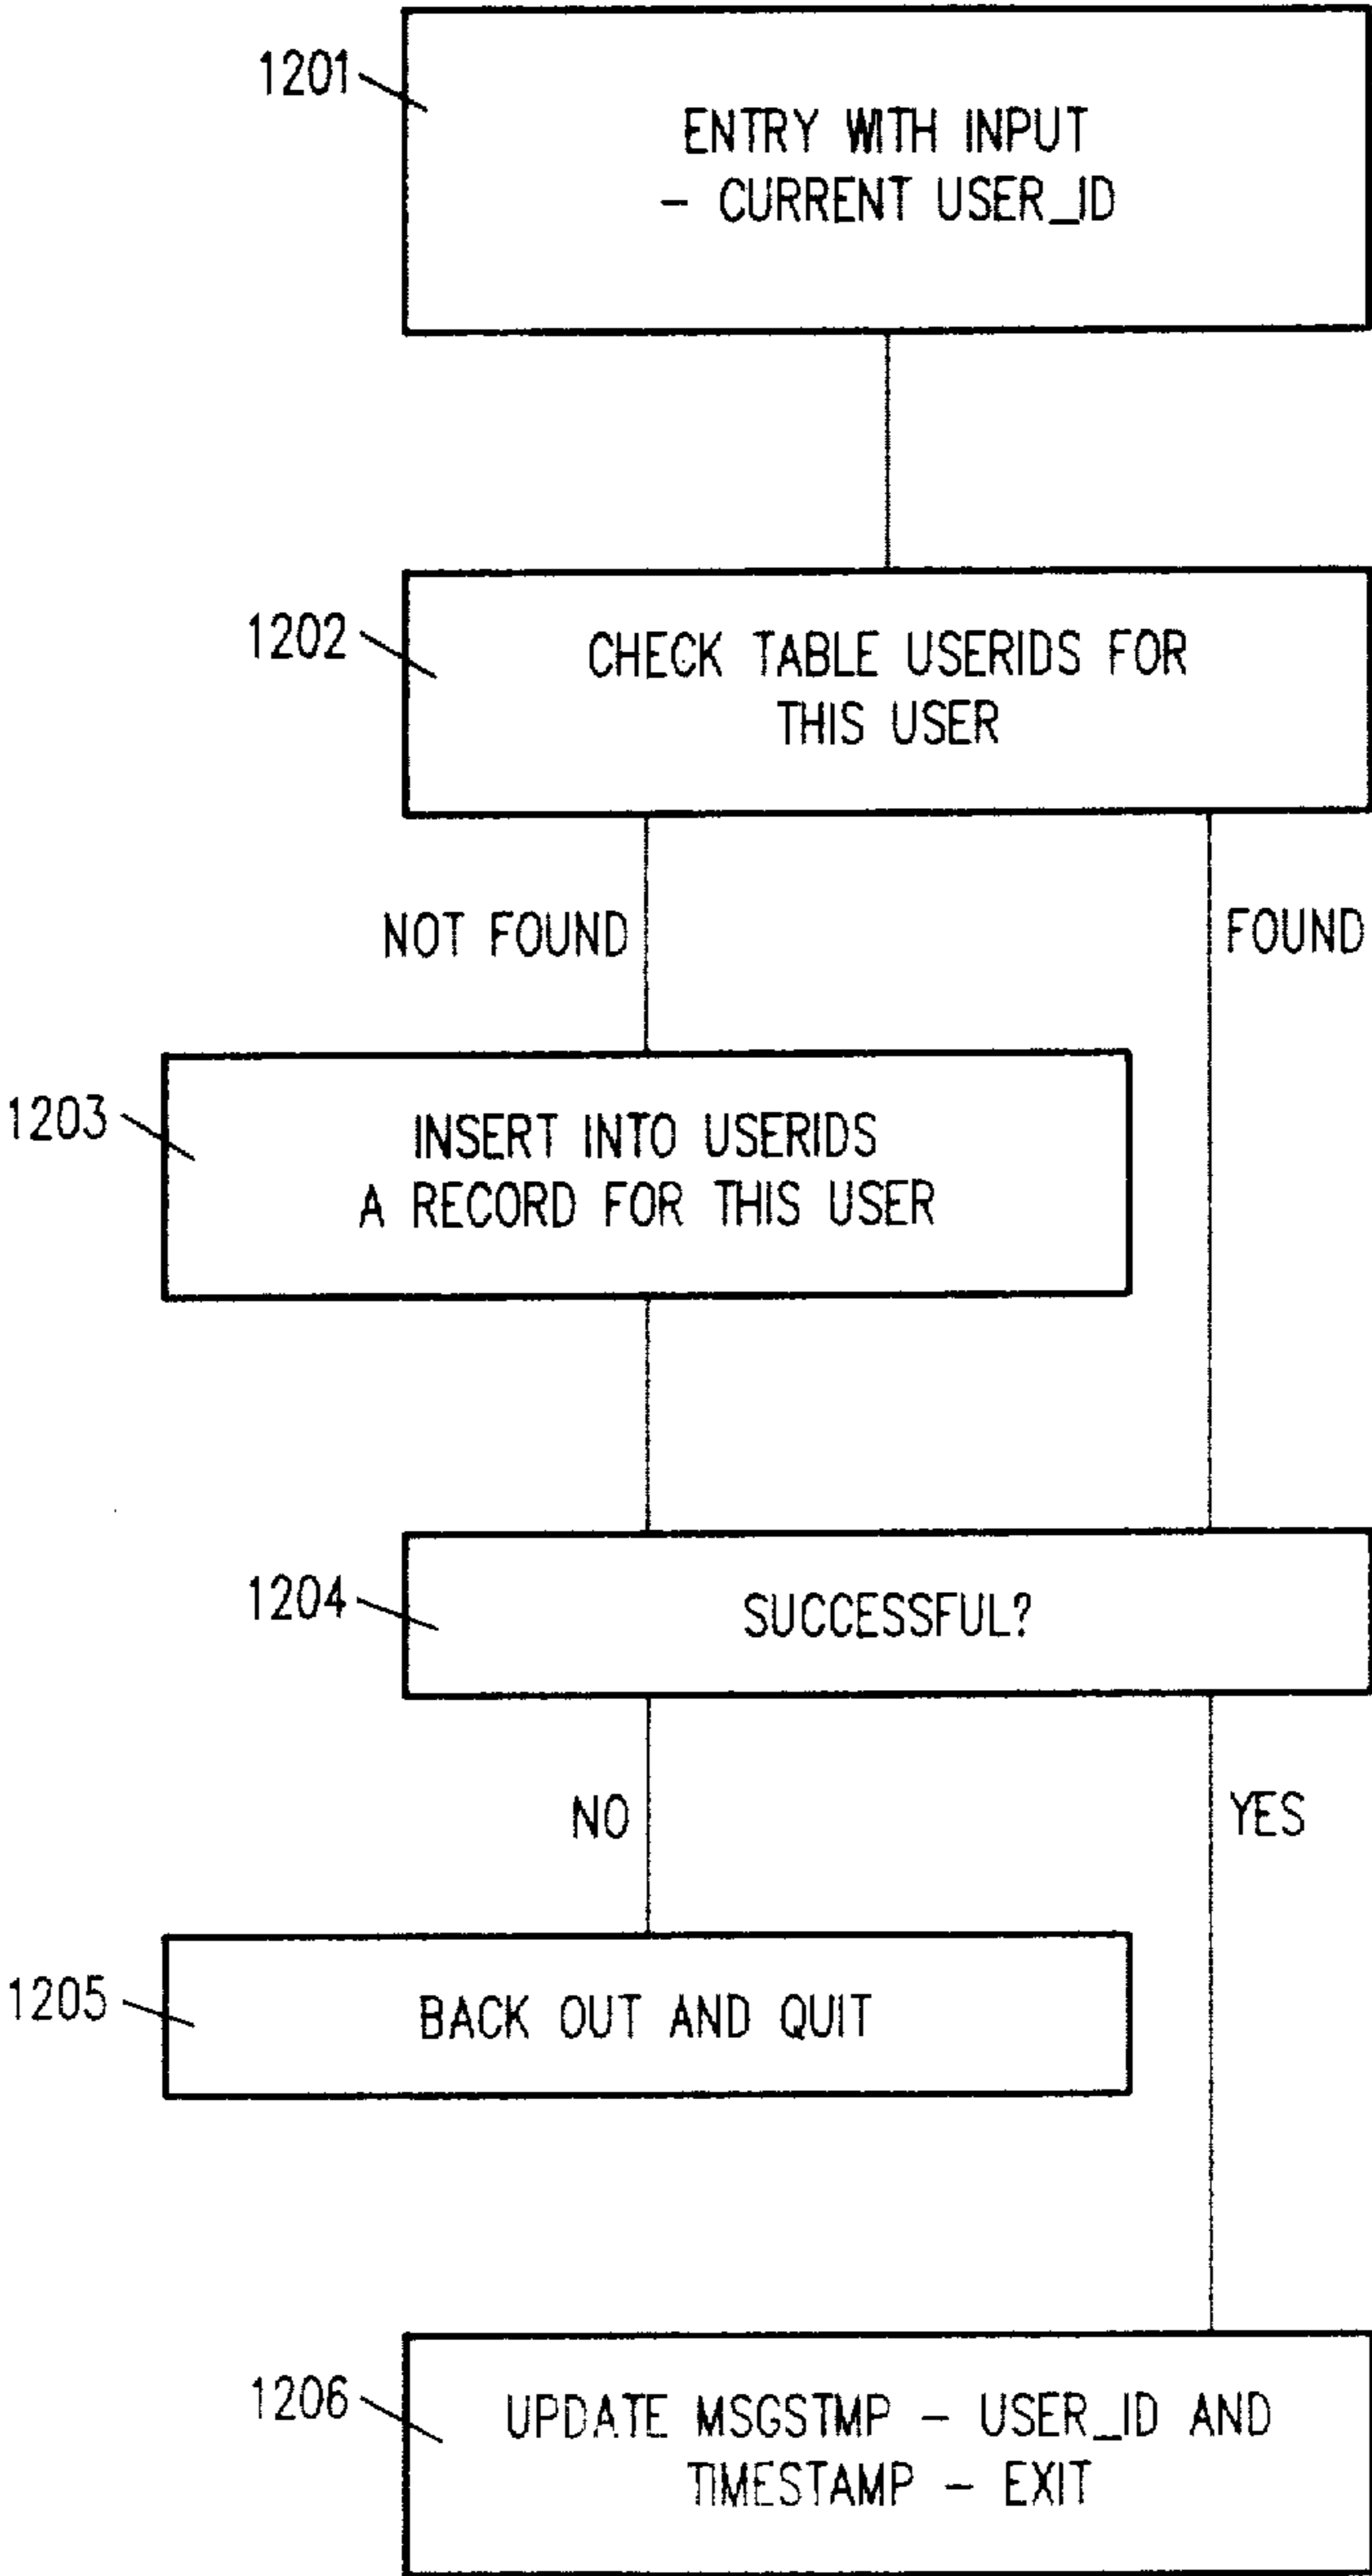 1201
ENTRY WITH INPUT
- CURRENT USER_ID
1202
CHECK TABLE USERIDS FOR
THIS USER
NOT FOUND
FOUND
1203
INSERT INTO USERIDS
A RECORD FOR THIS USER
1204
SUCCESSFUL?
NO
YES
1205
BACK OUT AND QUIT
1206
UPDATE MSGSTMP - USER_ID AND
TIMESTAMP - EXIT